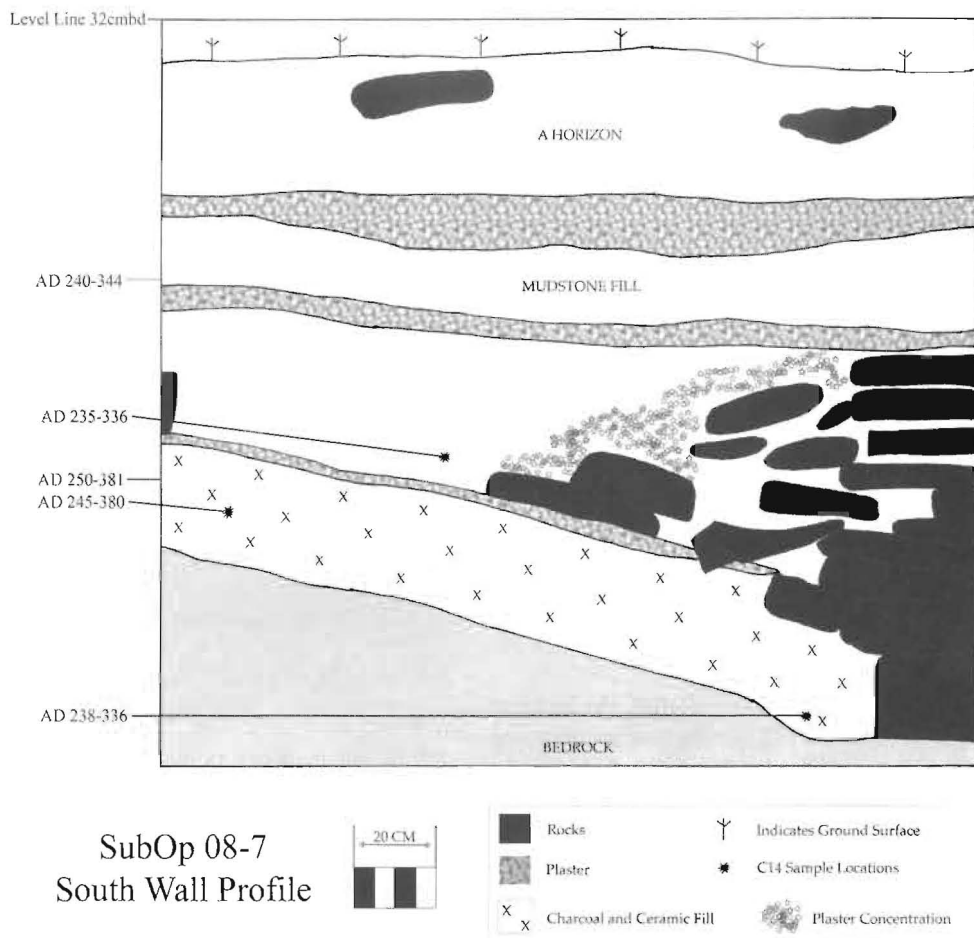 Level Line 32cmbd
A HORIZON
AD 240-344
MUDSTONE FILL
AD 235-336
AD 250-381
AD 245-380
AD 238-336
BEDROCK
SubOp 08-7
South Wall Profile
20 CM
Rocks
Indicates Ground Surface
Plaster
C14 Sample Locations
Charcoal and Ceramic Fill
Plaster Concentration